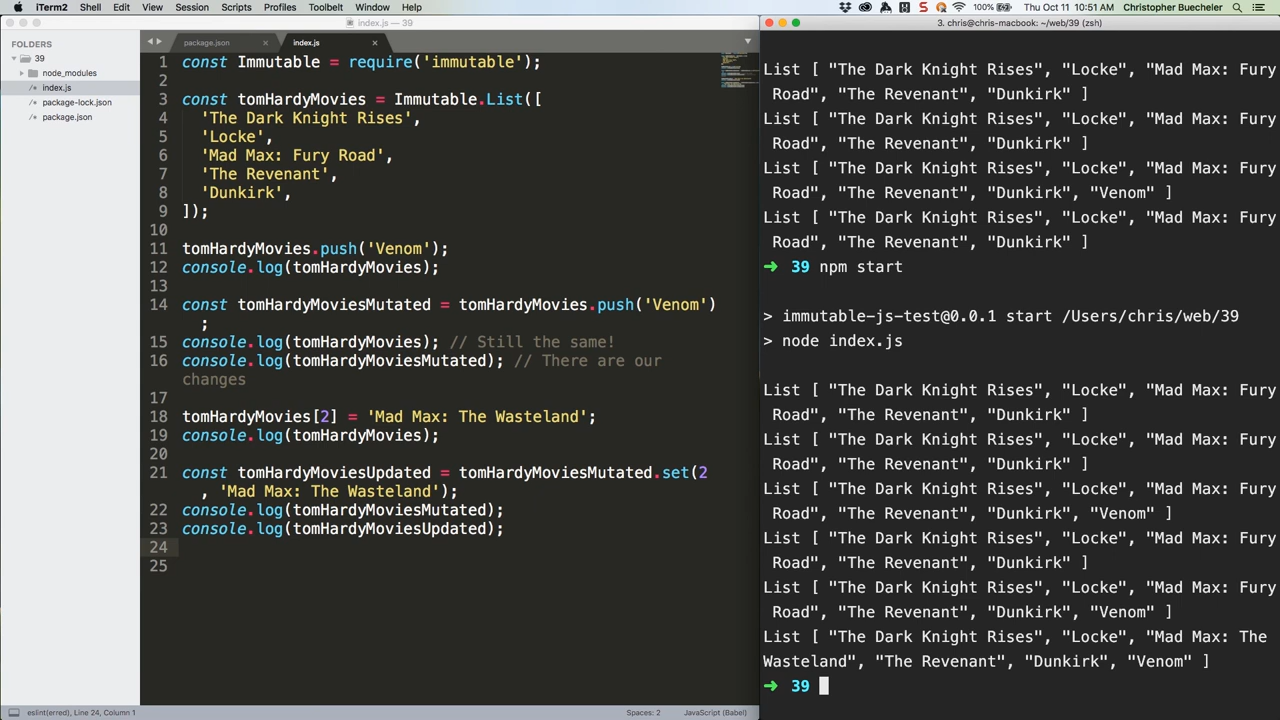 iTerm2 Shell Edit View Session Scripts Profiles Toolbelt Window Help
100% Thu Oct 11 10:51 AM Christopher Buecheler
index.js — 39
3. chris@chris-macbook: ~/web/39 (zsh)
FOLDERS
39
node_modules
index.js
package-lock.json
package.json
package.json
index.js
1 const Immutable = require('immutable');
2
3 const tomHardyMovies = Immutable.List([
4 'The Dark Knight Rises',
5 'Locke',
6 'Mad Max: Fury Road',
7 'The Revenant',
8 'Dunkirk',
9 ]);
10
11 tomHardyMovies.push('Venom');
12 console.log(tomHardyMovies);
13
14 const tomHardyMoviesMutated = tomHardyMovies.push('Venom')
;
15 console.log(tomHardyMovies); // Still the same!
16 console.log(tomHardyMoviesMutated); // There are our
changes
17
18 tomHardyMovies[2] = 'Mad Max: The Wasteland';
19 console.log(tomHardyMovies);
20
21 const tomHardyMoviesUpdated = tomHardyMoviesMutated.set(2
, 'Mad Max: The Wasteland');
22 console.log(tomHardyMoviesMutated);
23 console.log(tomHardyMoviesUpdated);
24
25
eslint(erred), Line 24, Column 1
Spaces: 2
JavaScript (Babel)
List [ "The Dark Knight Rises", "Locke", "Mad Max: Fury
Road", "The Revenant", "Dunkirk" ]
List [ "The Dark Knight Rises", "Locke", "Mad Max: Fury
Road", "The Revenant", "Dunkirk" ]
List [ "The Dark Knight Rises", "Locke", "Mad Max: Fury
Road", "The Revenant", "Dunkirk", "Venom" ]
List [ "The Dark Knight Rises", "Locke", "Mad Max: Fury
Road", "The Revenant", "Dunkirk" ]
➜ 39 npm start
> immutable-js-test@0.0.1 start /Users/chris/web/39
> node index.js
List [ "The Dark Knight Rises", "Locke", "Mad Max: Fury
Road", "The Revenant", "Dunkirk" ]
List [ "The Dark Knight Rises", "Locke", "Mad Max: Fury
Road", "The Revenant", "Dunkirk" ]
List [ "The Dark Knight Rises", "Locke", "Mad Max: Fury
Road", "The Revenant", "Dunkirk", "Venom" ]
List [ "The Dark Knight Rises", "Locke", "Mad Max: Fury
Road", "The Revenant", "Dunkirk" ]
List [ "The Dark Knight Rises", "Locke", "Mad Max: Fury
Road", "The Revenant", "Dunkirk", "Venom" ]
List [ "The Dark Knight Rises", "Locke", "Mad Max: The
Wasteland", "The Revenant", "Dunkirk", "Venom" ]
➜ 39